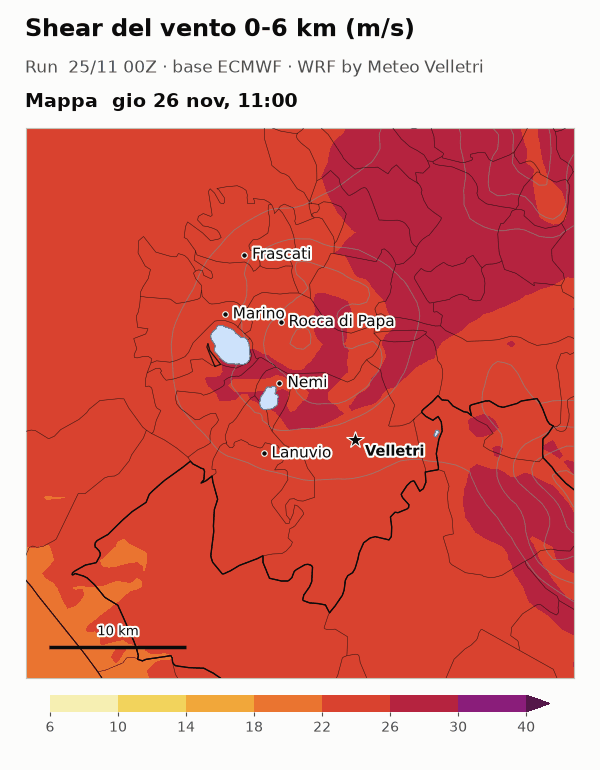 Shear del vento 0-6 km (m/s)
Run  25/11 00Z · base ECMWF · WRF by Meteo Velletri
Mappa  gio 26 nov, 11:00
Frascati
Marino
Rocca di Papa
Nemi
Velletri
Lanuvio
10 km
6 10 14 18 22 26 30 40